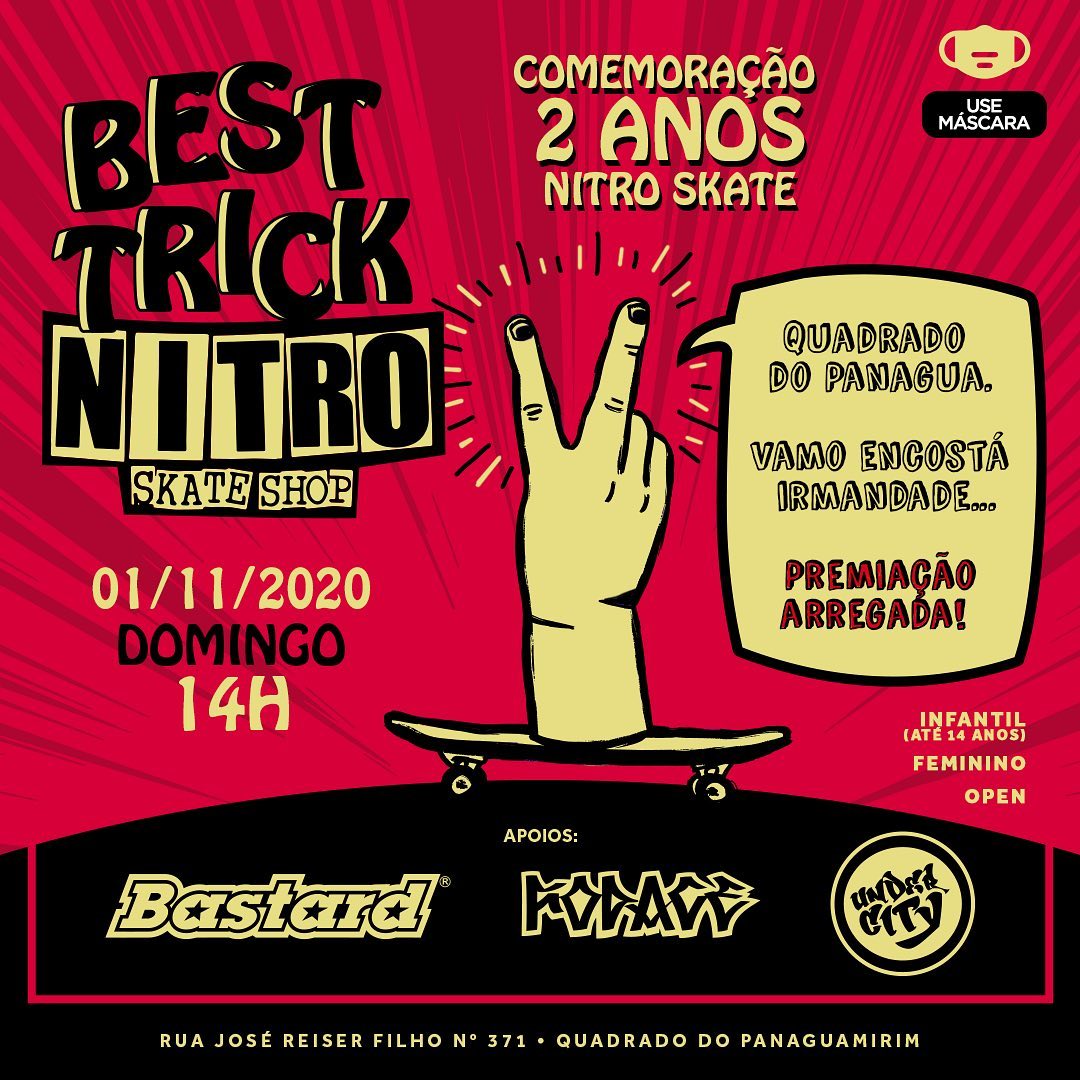 BEST
TRICK
NITRO
SKATE SHOP
COMEMORAÇÃO
2 ANOS
NITRO SKATE
USE
MÁSCARA
QUADRADO
DO PANAGUA.
VAMO ENCOSTÁ
IRMANDADE...
PREMIAÇÃO
ARREGADA!
01/11/2020
DOMINGO
14H
INFANTIL
(ATÉ 14 ANOS)
FEMININO
OPEN
APOIOS:
Bastard®
UNDER
CITY
RUA JOSÉ REISER FILHO Nº 371 • QUADRADO DO PANAGUAMIRIM